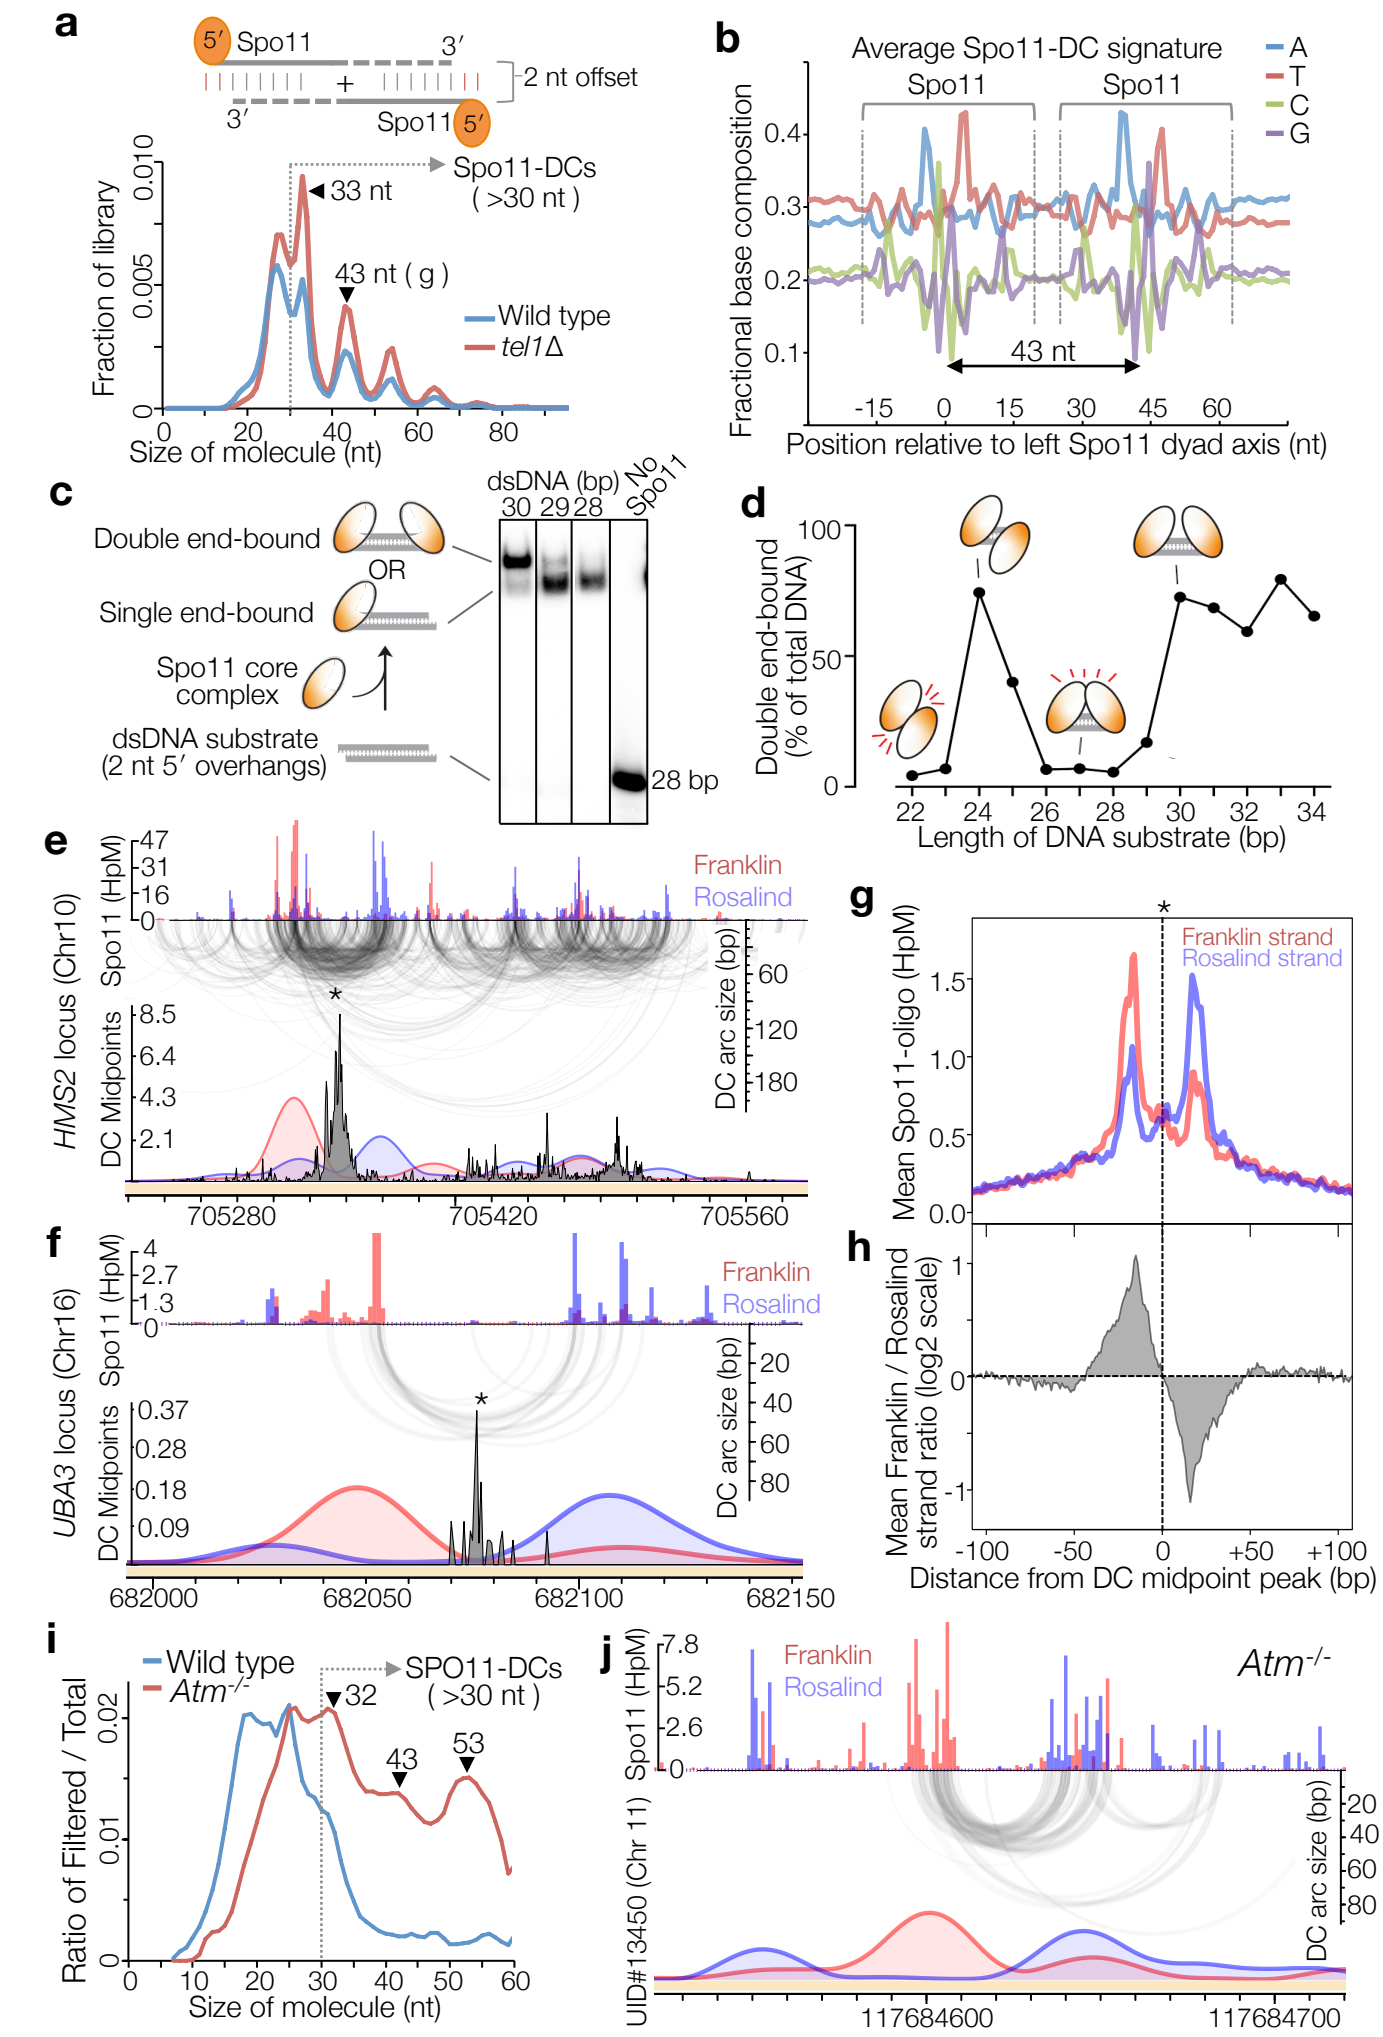 a
5′ Spo11 3′
+
2 nt offset
3′ Spo11 5′
Spo11-DCs
( >30 nt )
33 nt
43 nt ( g )
Wild type
tel1Δ
Fraction of library
0 0.005 0.010
0 20 40 60 80
Size of molecule (nt)
b
Average Spo11-DC signature
Spo11 Spo11
A
T
C
G
Fractional base composition
0.4
0.3
0.2
0.1
43 nt
-15 0 15 30 45 60
Position relative to left Spo11 dyad axis (nt)
c
dsDNA (bp)
30 29 28
No
Spo11
Double end-bound
OR
Single end-bound
Spo11 core
complex
dsDNA substrate
(2 nt 5′ overhangs)
28 bp
d
Double end-bound
(% of total DNA)
100
50
0
22 24 26 28 30 32 34
Length of DNA substrate (bp)
e
HMS2 locus (Chr10)
Spo11 (HpM)
47
31
16
0
Franklin
Rosalind
DC arc size (bp)
60
120
180
*
DC Midpoints
8.5
6.4
4.3
2.1
705280 705420 705560
f
UBA3 locus (Chr16)
Spo11 (HpM)
4
2.7
1.3
0
Franklin
Rosalind
DC arc size (bp)
20
40
60
80
*
DC Midpoints
0.37
0.28
0.18
0.09
682000 682050 682100 682150
g
*
Franklin strand
Rosalind strand
Mean Spo11-oligo (HpM)
1.5
1.0
0.5
0.0
h
Mean Franklin / Rosalind
strand ratio (log2 scale)
1
0
-1
-100 -50 0 +50 +100
Distance from DC midpoint peak (bp)
i
Wild type
Atm-/-
SPO11-DCs
( >30 nt )
32
43
53
Ratio of Filtered / Total
0 0.01 0.02
0 10 20 30 40 50 60
Size of molecule (nt)
j
UID#13450 (Chr 11)
Spo11 (HpM)
7.8
5.2
2.6
0
Franklin
Rosalind
Atm-/-
DC arc size (bp)
20
40
60
80
117684600 117684700